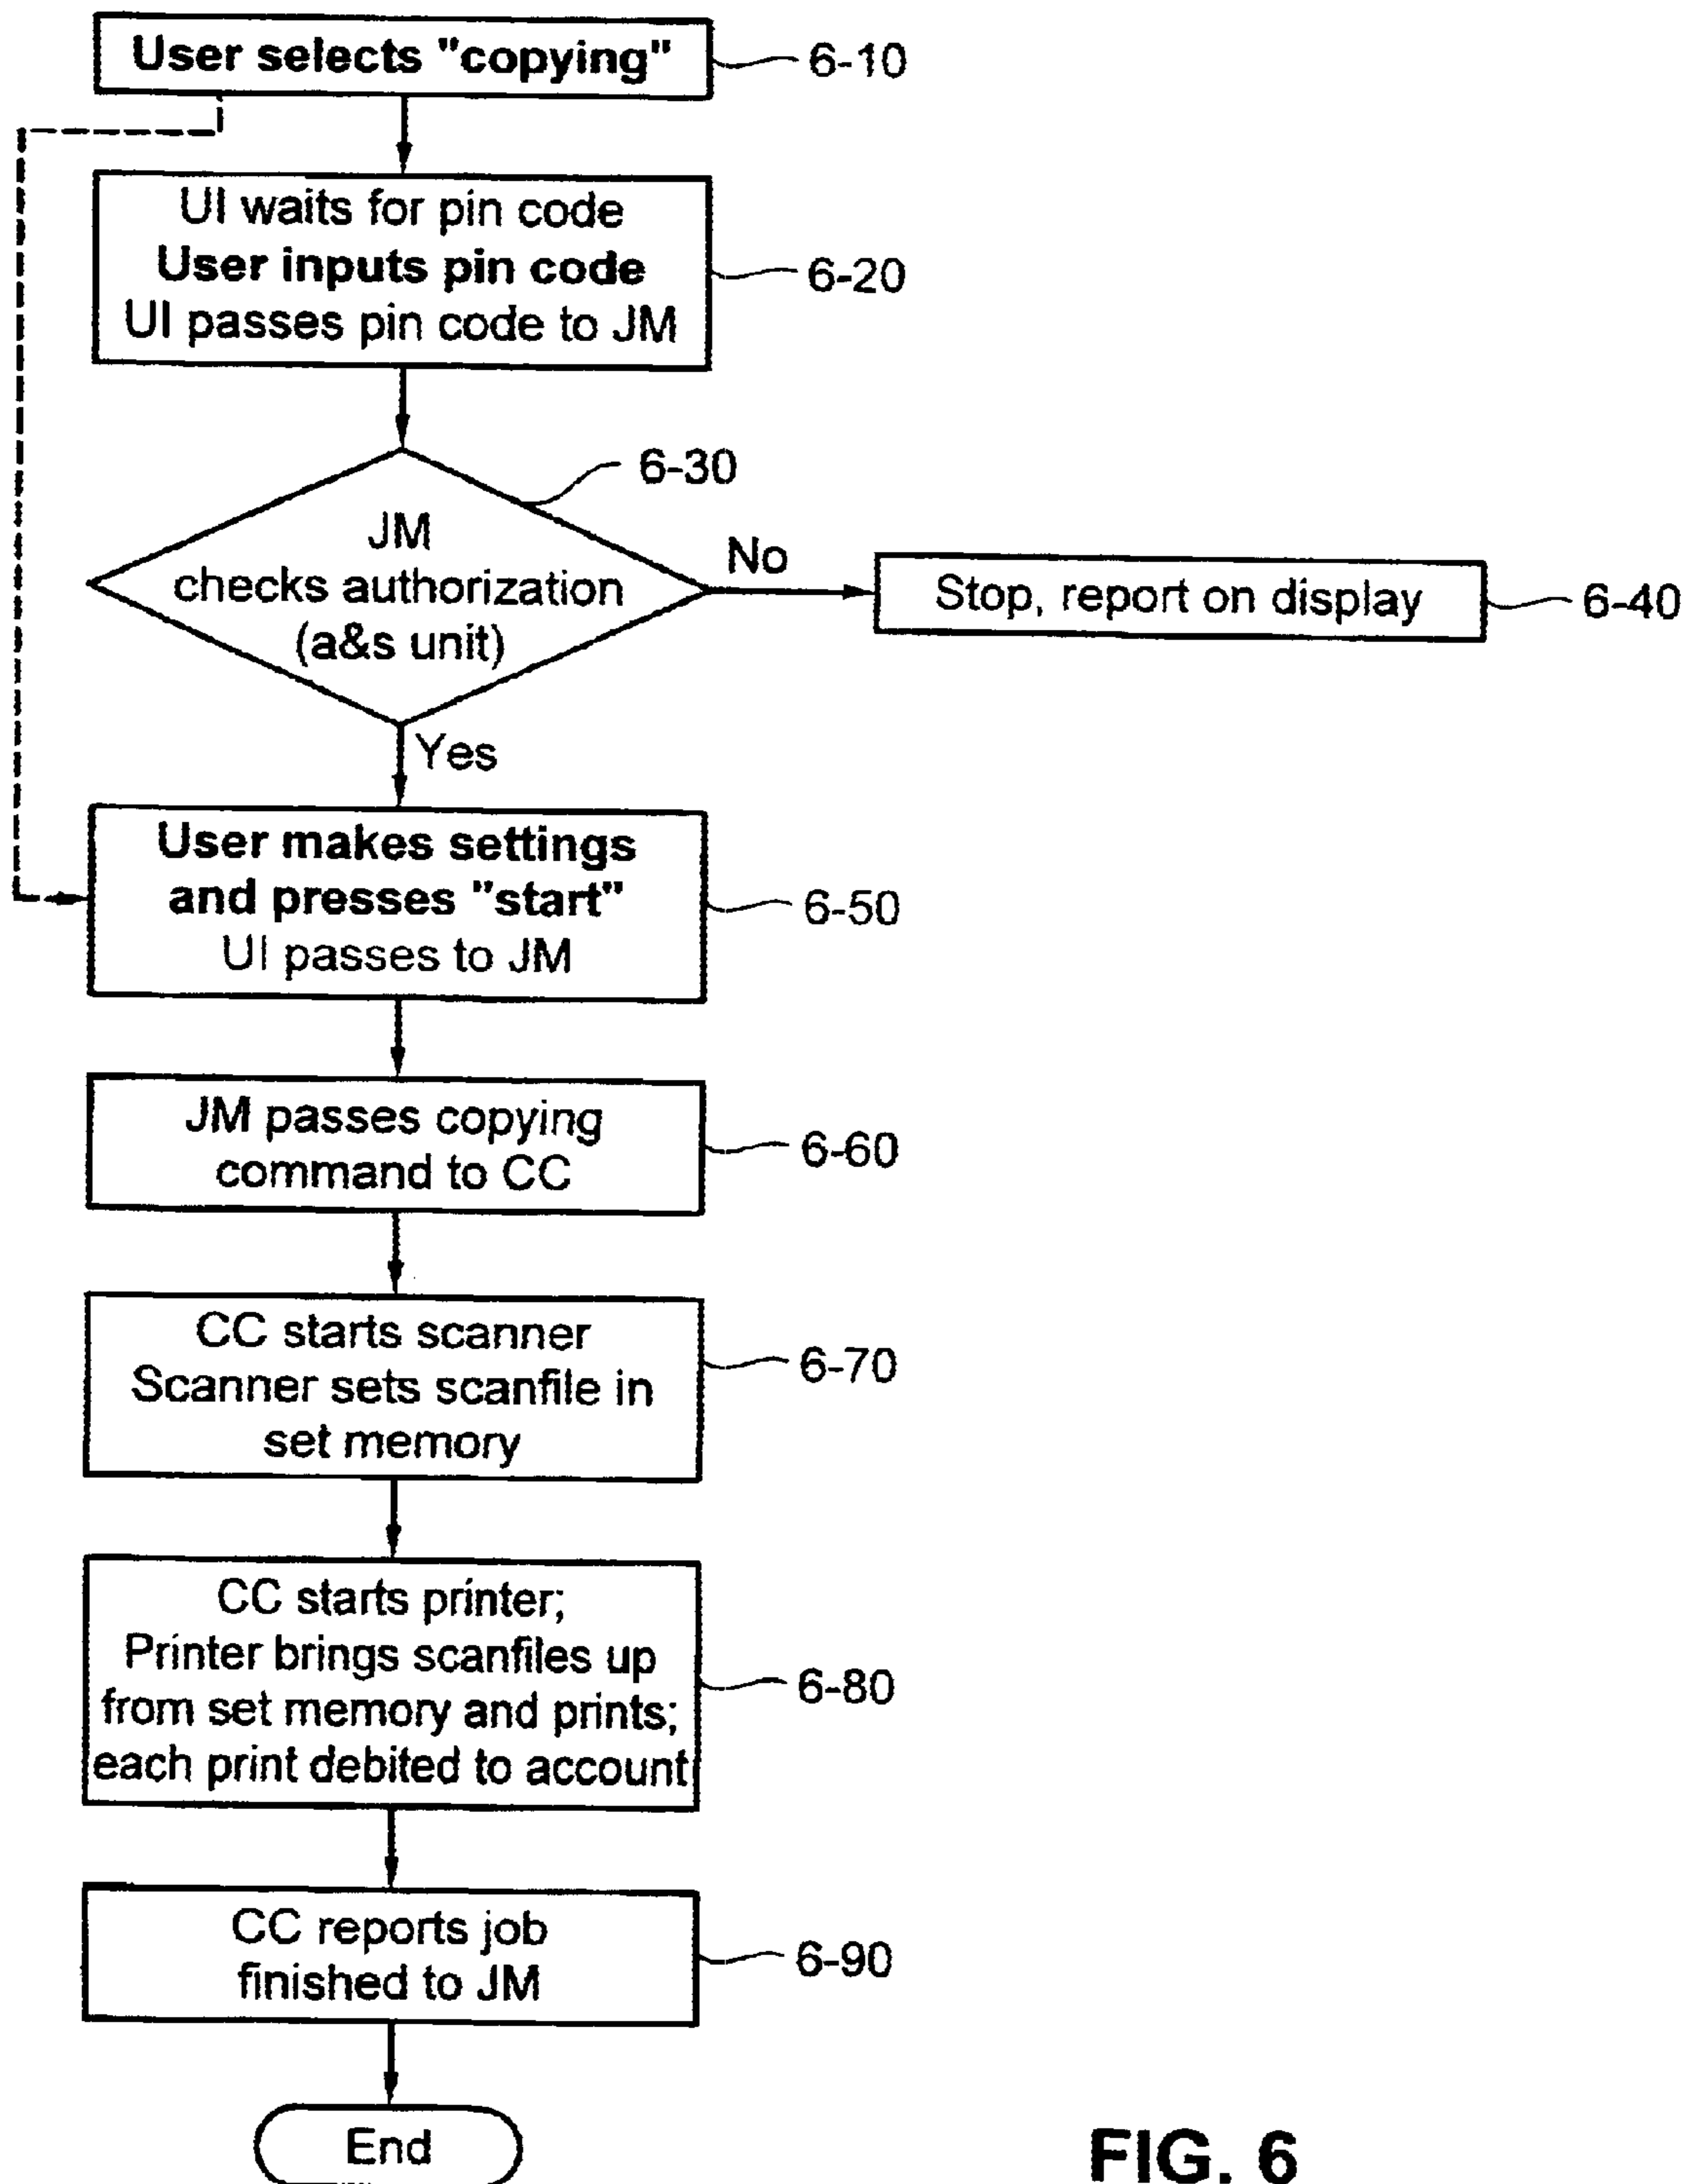 User selects "copying"
6-10
UI waits for pin code
User inputs pin code
UI passes pin code to JM
6-20
6-30
JM
checks authorization
(a&s unit)
No
Stop, report on display
6-40
Yes
User makes settings
and presses "start"
UI passes to JM
6-50
JM passes copying
command to CC
6-60
CC starts scanner
Scanner sets scanfile in
set memory
6-70
CC starts printer;
Printer brings scanfiles up
from set memory and prints;
each print debited to account
6-80
CC reports job
finished to JM
6-90
End
FIG. 6